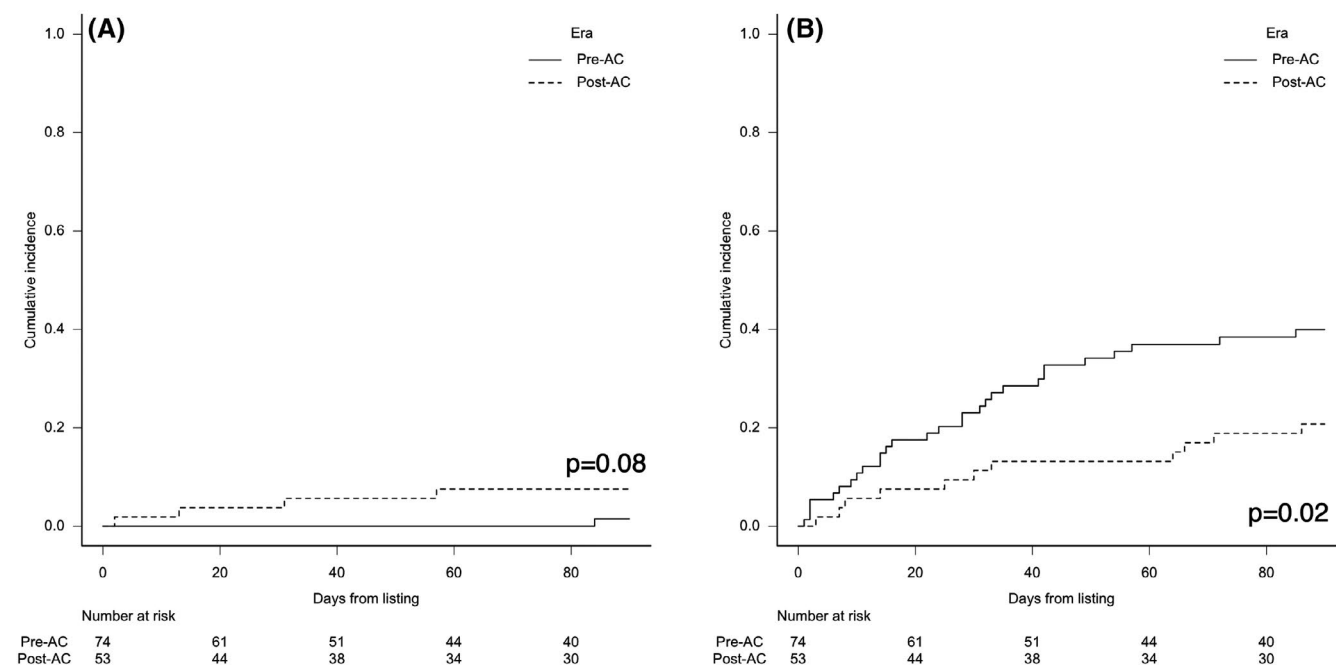 (A)
Era
Pre-AC
Post-AC
1.0
0.8
0.6
0.4
0.2
0.0
Cumulative incidence
p=0.08
0 20 40 60 80
Days from listing
Number at risk
Pre-AC 74 61 51 44 40
Post-AC 53 44 38 34 30
(B)
Era
Pre-AC
Post-AC
1.0
0.8
0.6
0.4
0.2
0.0
Cumulative incidence
p=0.02
0 20 40 60 80
Days from listing
Number at risk
Pre-AC 74 61 51 44 40
Post-AC 53 44 38 34 30